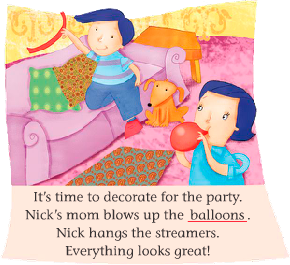 It's time to decorate for the party.
Nick's mom blows up the balloons.
Nick hangs the streamers.
Everything looks great!